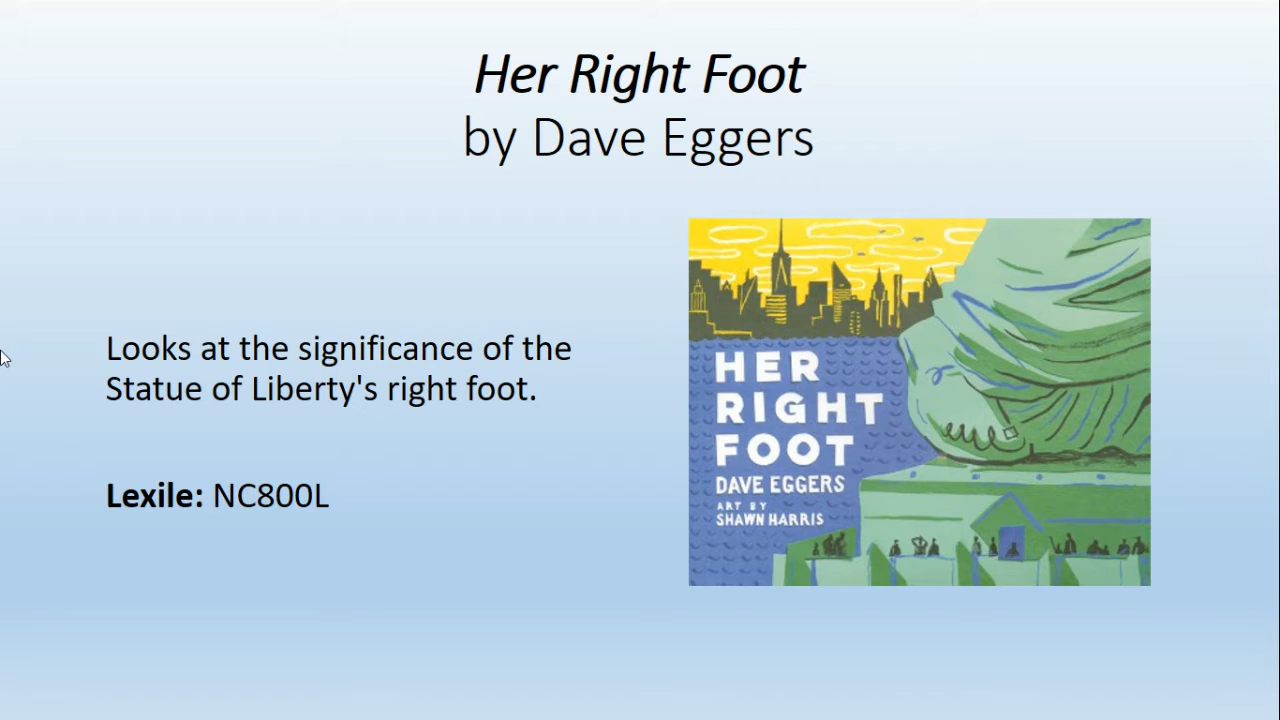 Her Right Foot
by Dave Eggers
Looks at the significance of the
Statue of Liberty's right foot.
Lexile: NC800L
HER
RIGHT
FOOT
DAVE EGGERS
ART BY
SHAWN HARRIS